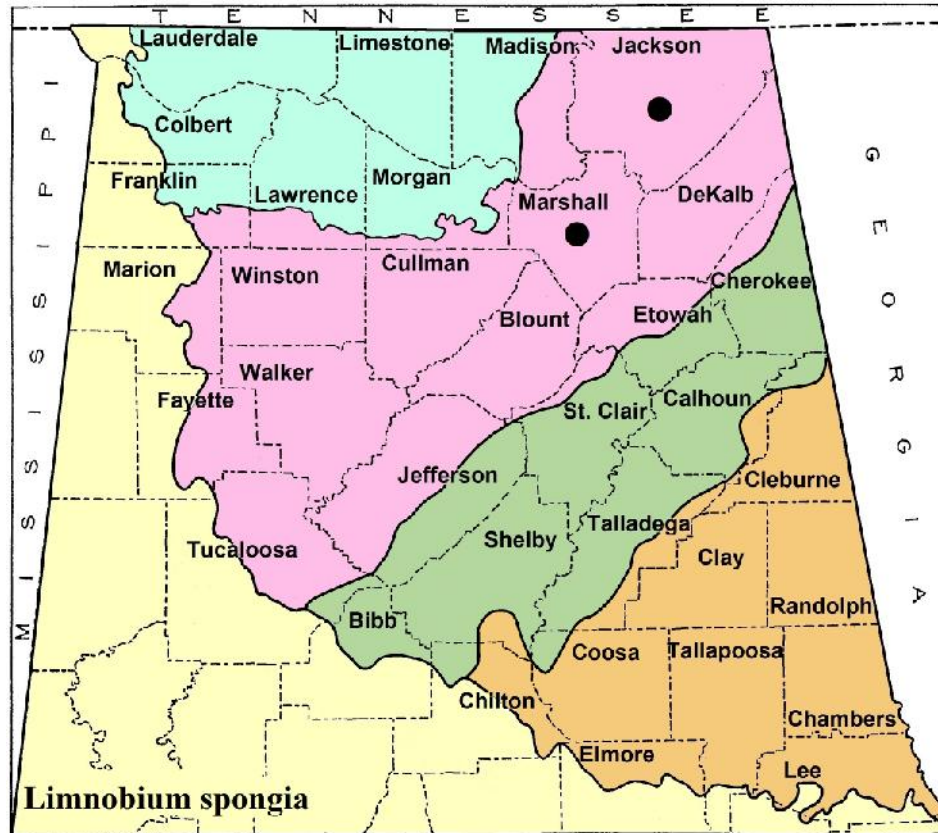 T E N N E S S E E
Lauderdale Limestone Madison Jackson
Colbert
Franklin Lawrence Morgan Marshall DeKalb
Marion Winston Cullman Cherokee
Blount Etowah
Walker
Fayette St. Clair Calhoun
Jefferson Cleburne
Tucaloosa Shelby Talladega Clay
Bibb Randolph
Coosa Tallapoosa
Chilton Chambers
Elmore Lee
Limnobium spongia
M I S S I S S I P P I
G E O R G I A